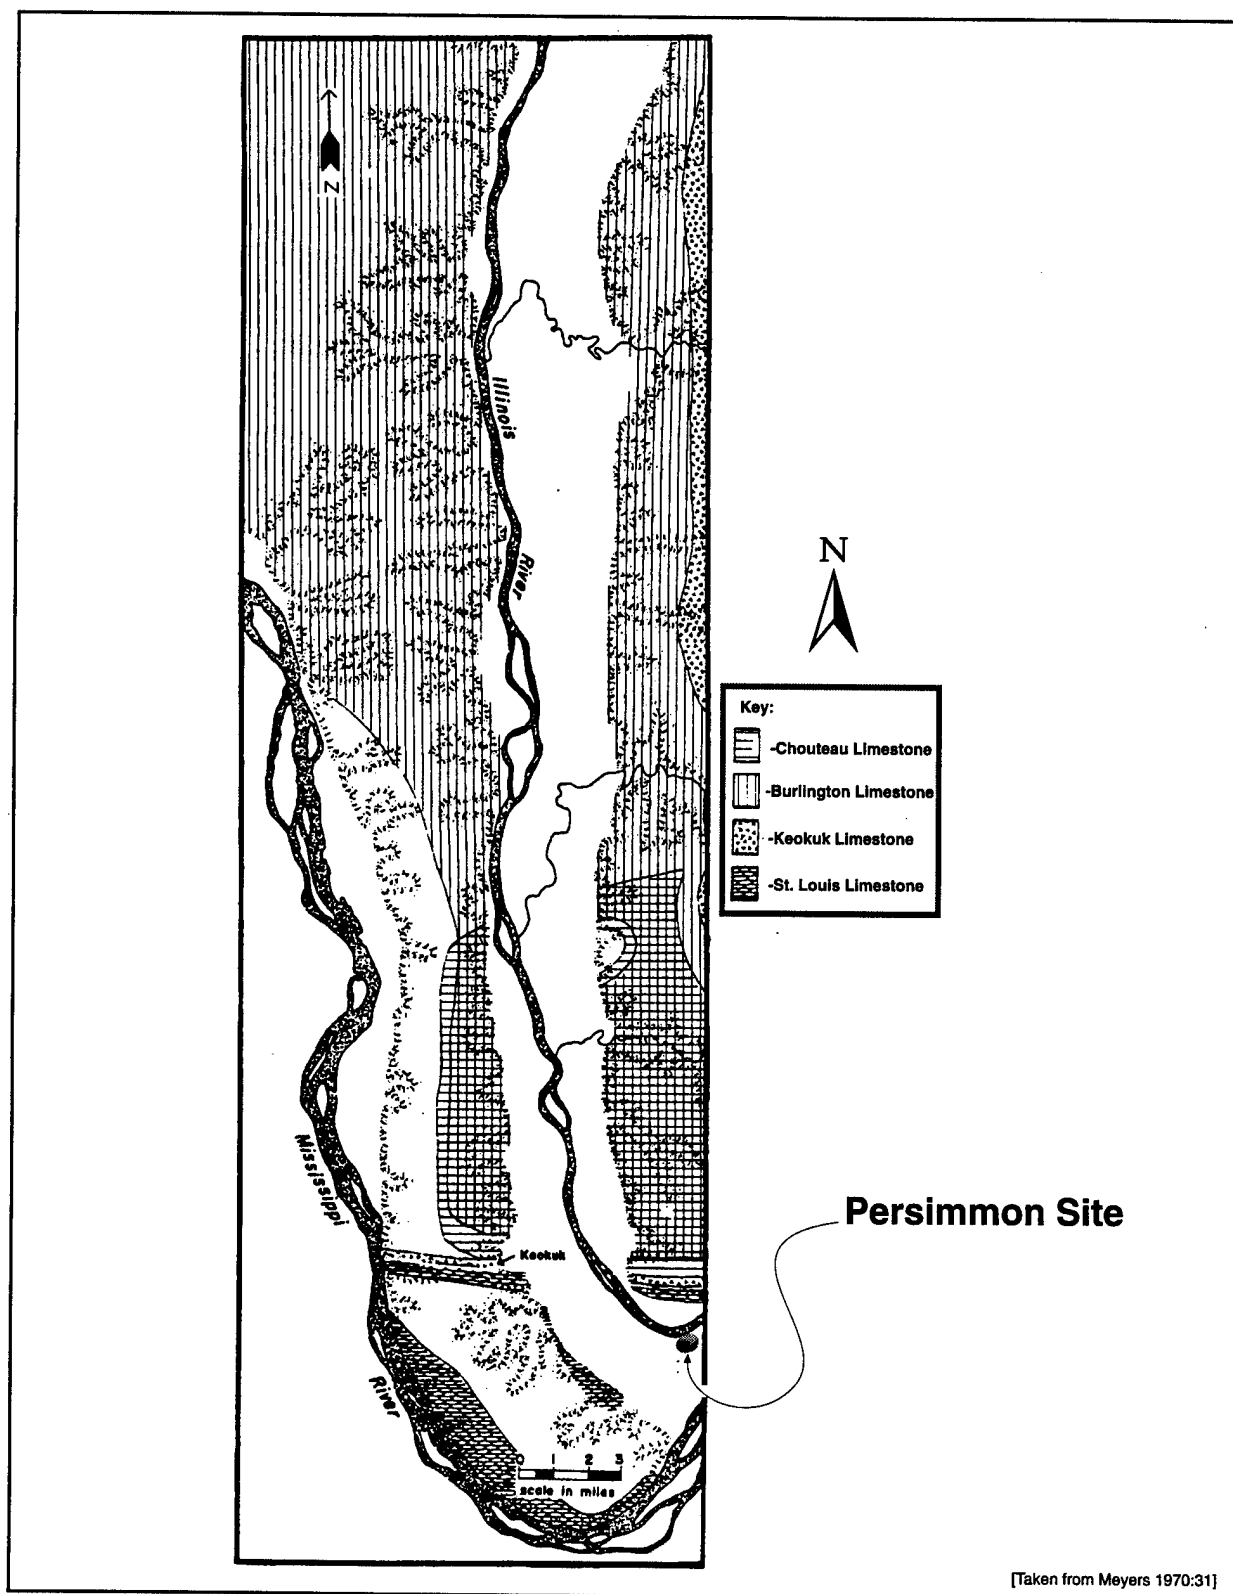 N
Illinois
River
N
Key:
-Chouteau Limestone
-Burlington Limestone
-Keokuk Limestone
-St. Louis Limestone
Mississippi
Persimmon Site
Keokuk
River
0 1 2 3
scale in miles
[Taken from Meyers 1970:31]